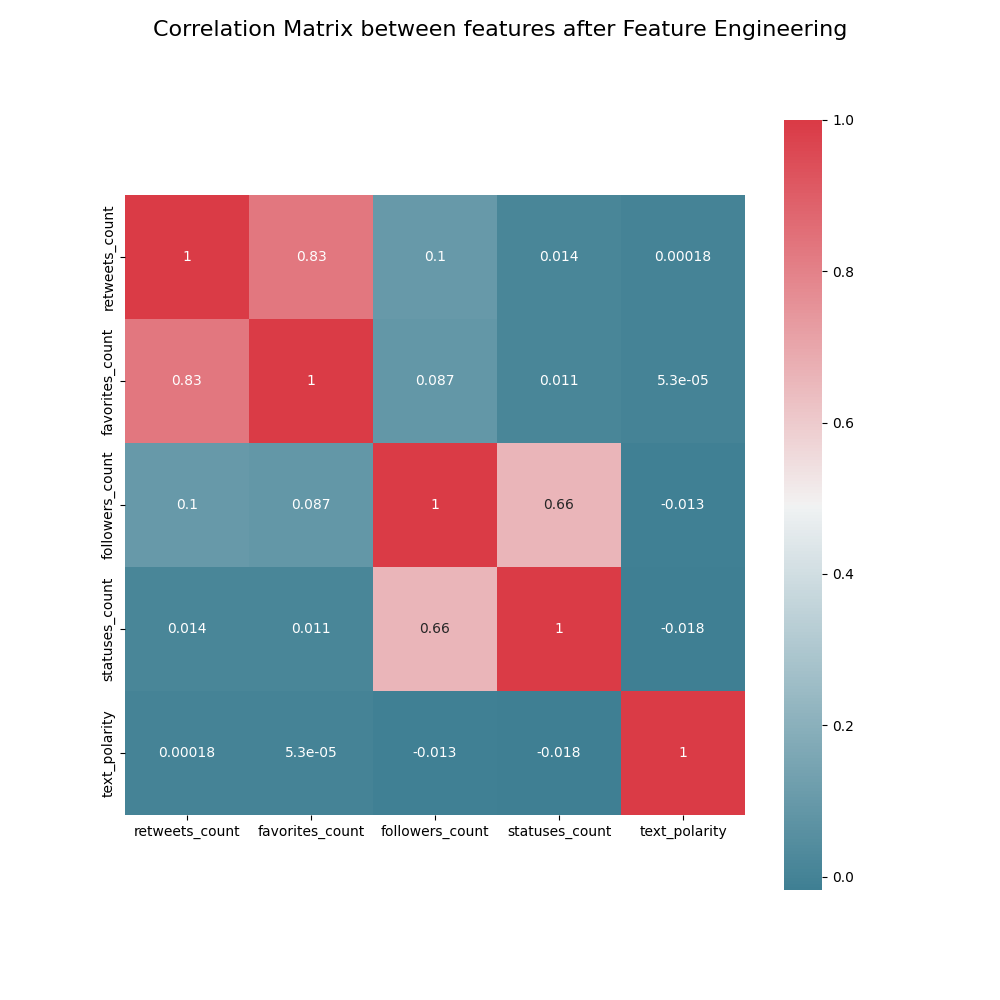 Correlation Matrix between features after Feature Engineering
retweets_count 1 0.83 0.1 0.014 0.00018
favorites_count 0.83 1 0.087 0.011 5.3e-05
followers_count 0.1 0.087 1 0.66 -0.013
statuses_count 0.014 0.011 0.66 1 -0.018
text_polarity 0.00018 5.3e-05 -0.013 -0.018 1
retweets_count favorites_count followers_count statuses_count text_polarity
1.0
0.8
0.6
0.4
0.2
0.0